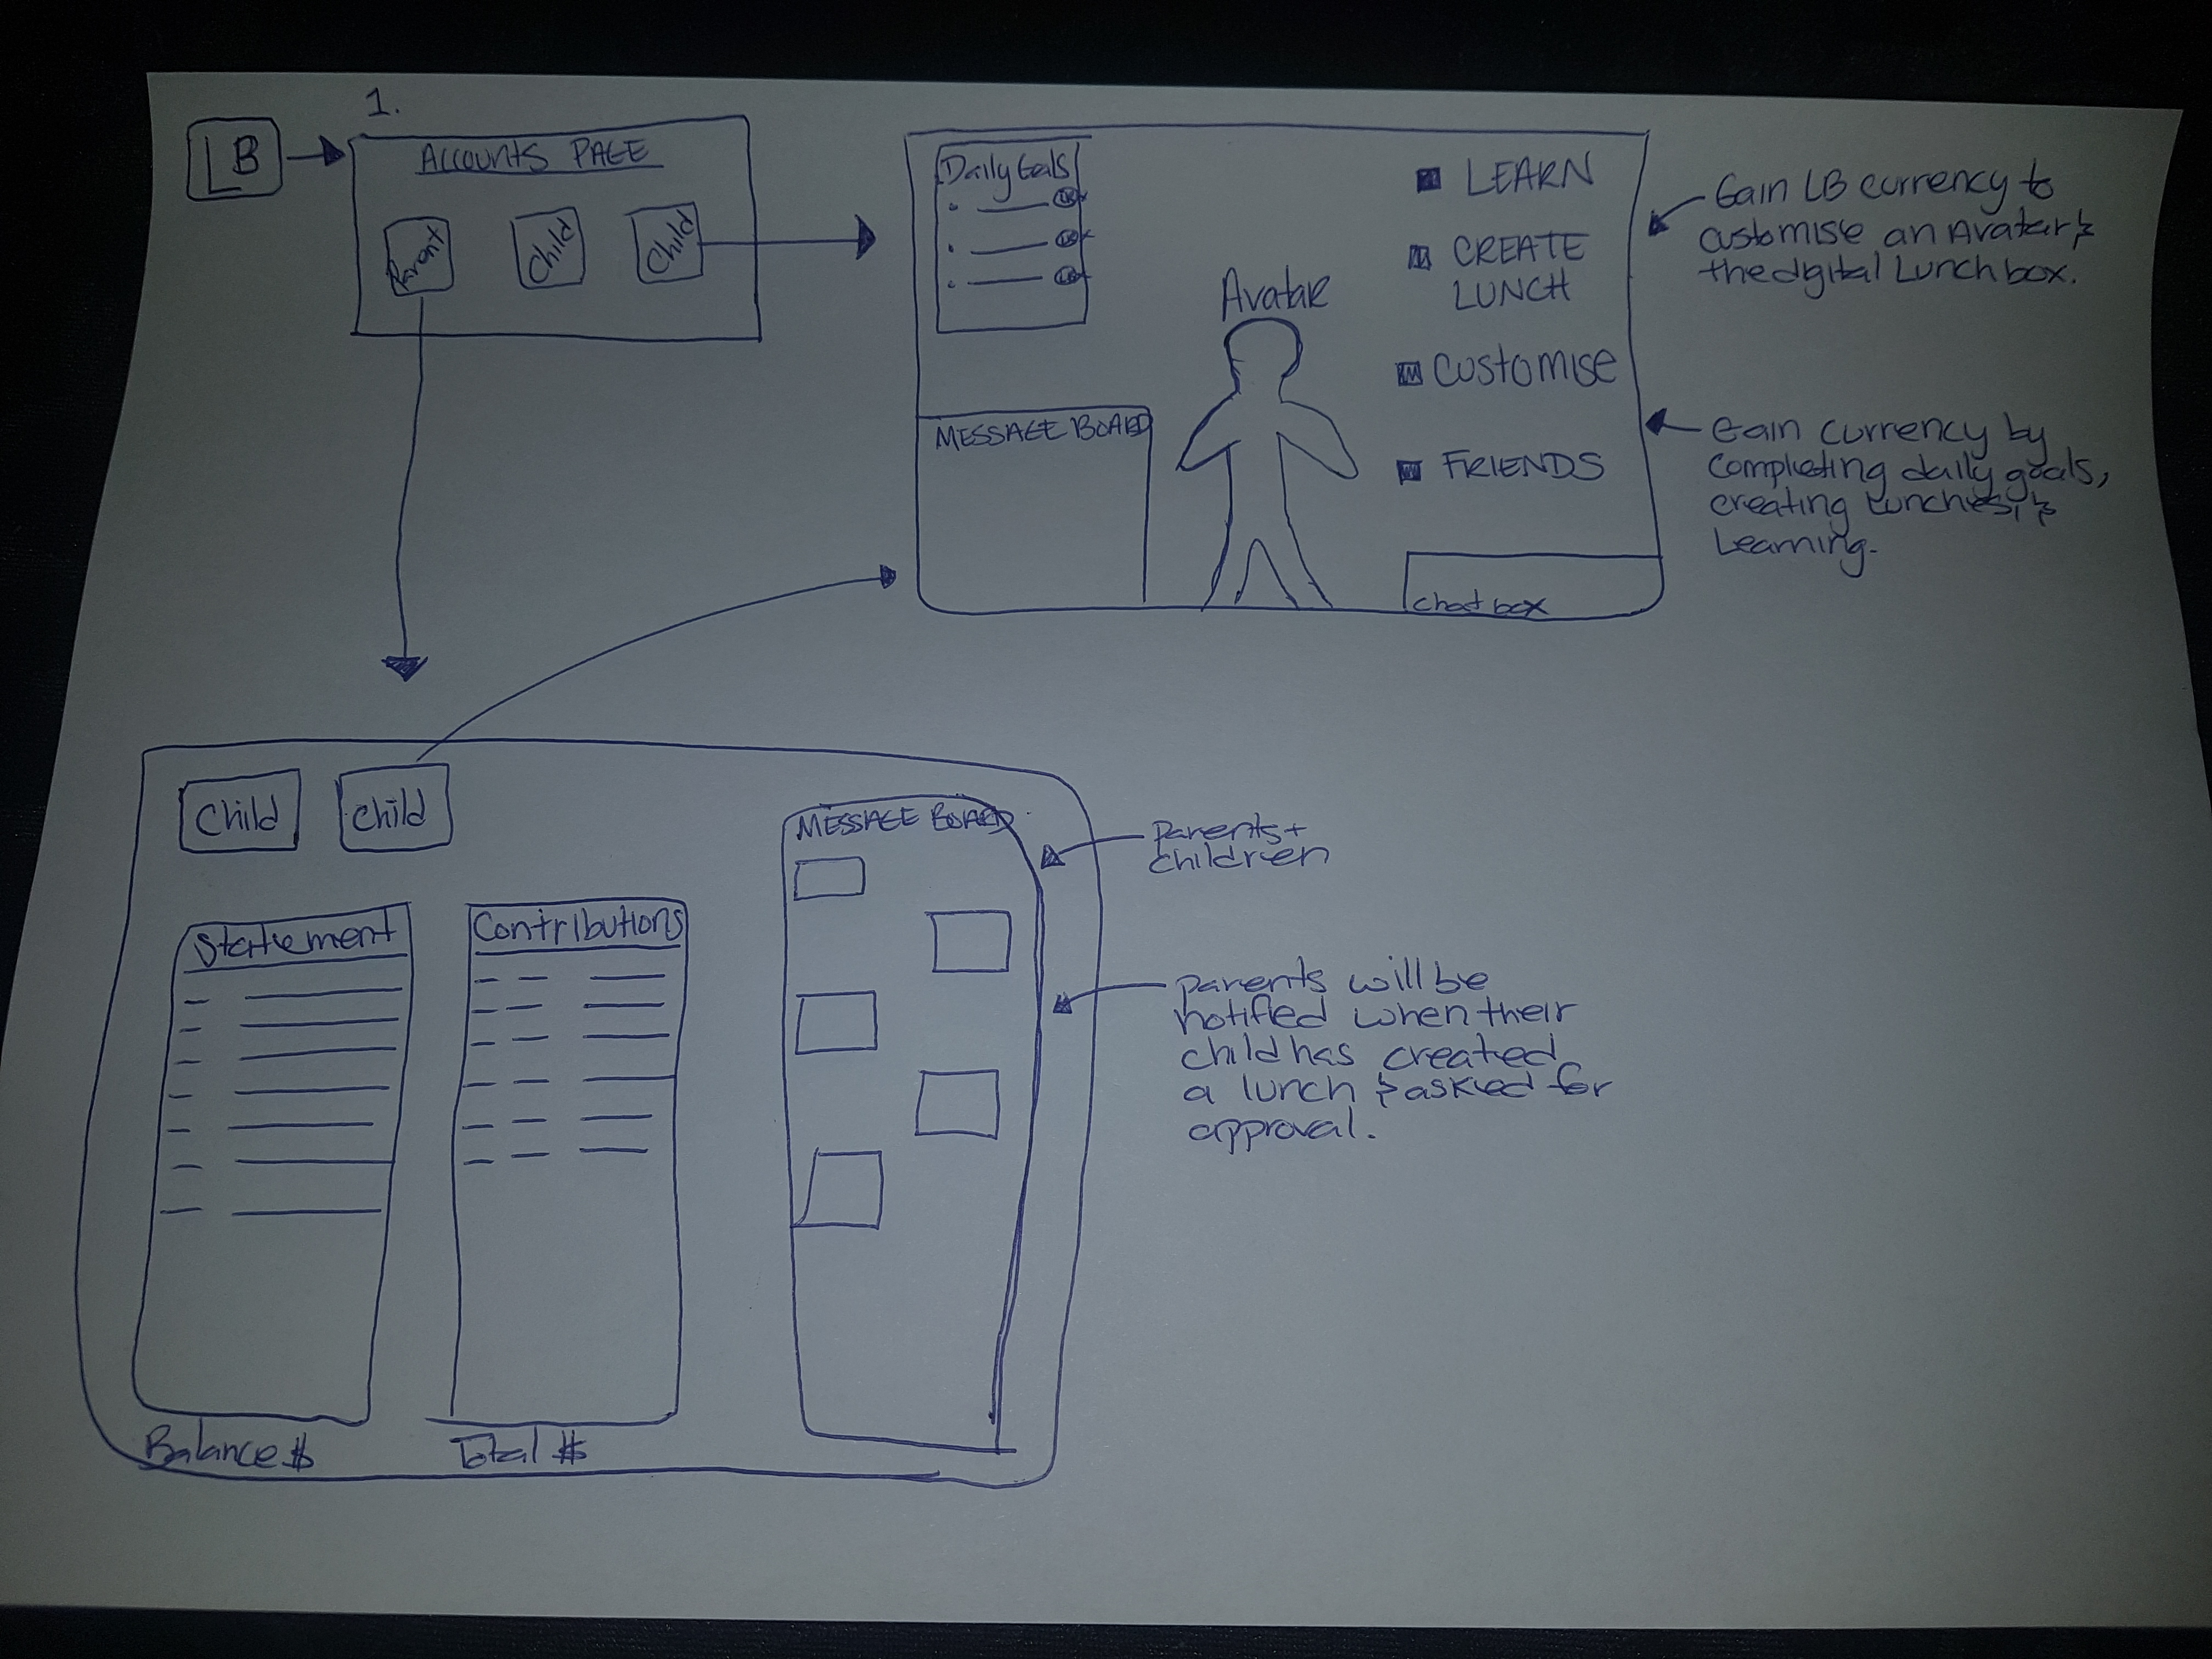 1.
LB
ACCOUNTS PAGE
Parent
Child
Child
Daily Goals
Avatar
LEARN
CREATE
LUNCH
CUSTOMISE
FRIENDS
MESSAGE BOARD
chat box
Gain LB currency to
customise an Avatar &
the digital Lunch box.
Gain currency by
completing daily goals,
creating lunches, &
Learning.
Child
Child
Statement
Contributions
MESSAGE BOARD
Balance $
Total $
Parents +
children
Parents will be
notified when their
child has created
a lunch & asked for
approval.